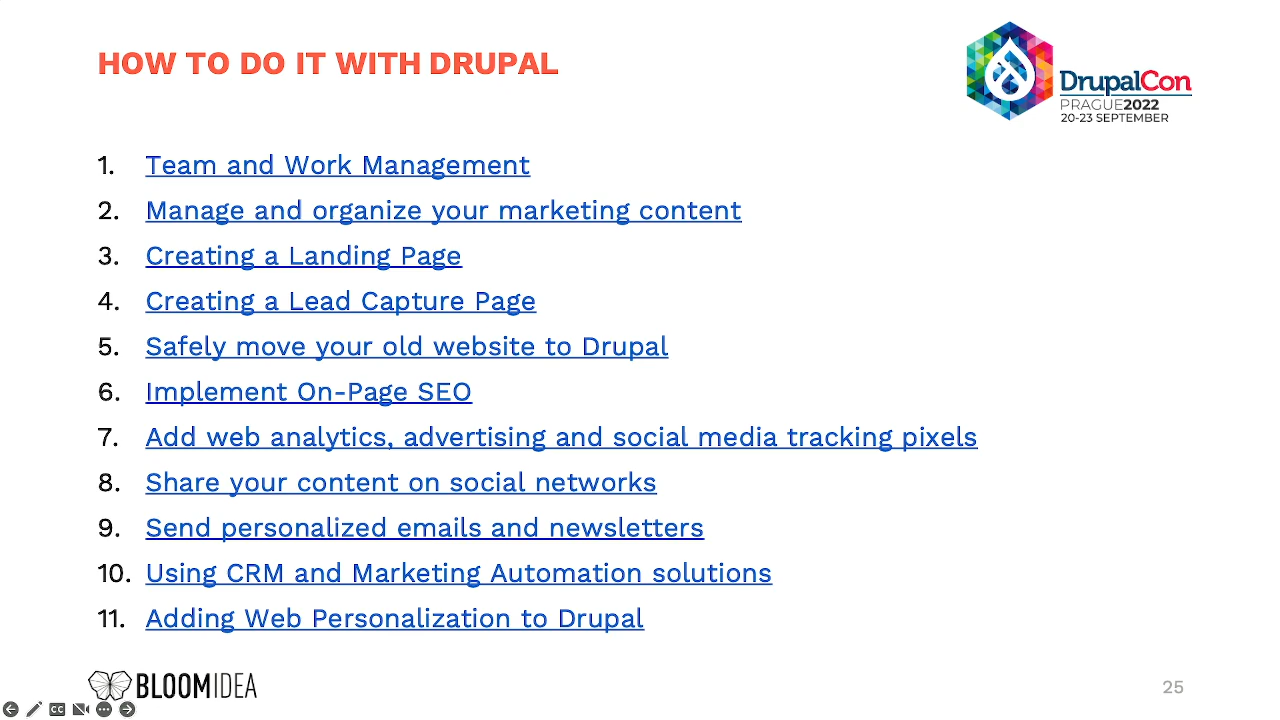 HOW TO DO IT WITH DRUPAL
DrupalCon
PRAGUE2022
20-23 SEPTEMBER
1. Team and Work Management
2. Manage and organize your marketing content
3. Creating a Landing Page
4. Creating a Lead Capture Page
5. Safely move your old website to Drupal
6. Implement On-Page SEO
7. Add web analytics, advertising and social media tracking pixels
8. Share your content on social networks
9. Send personalized emails and newsletters
10. Using CRM and Marketing Automation solutions
11. Adding Web Personalization to Drupal
BLOOMIDEA
25
CC